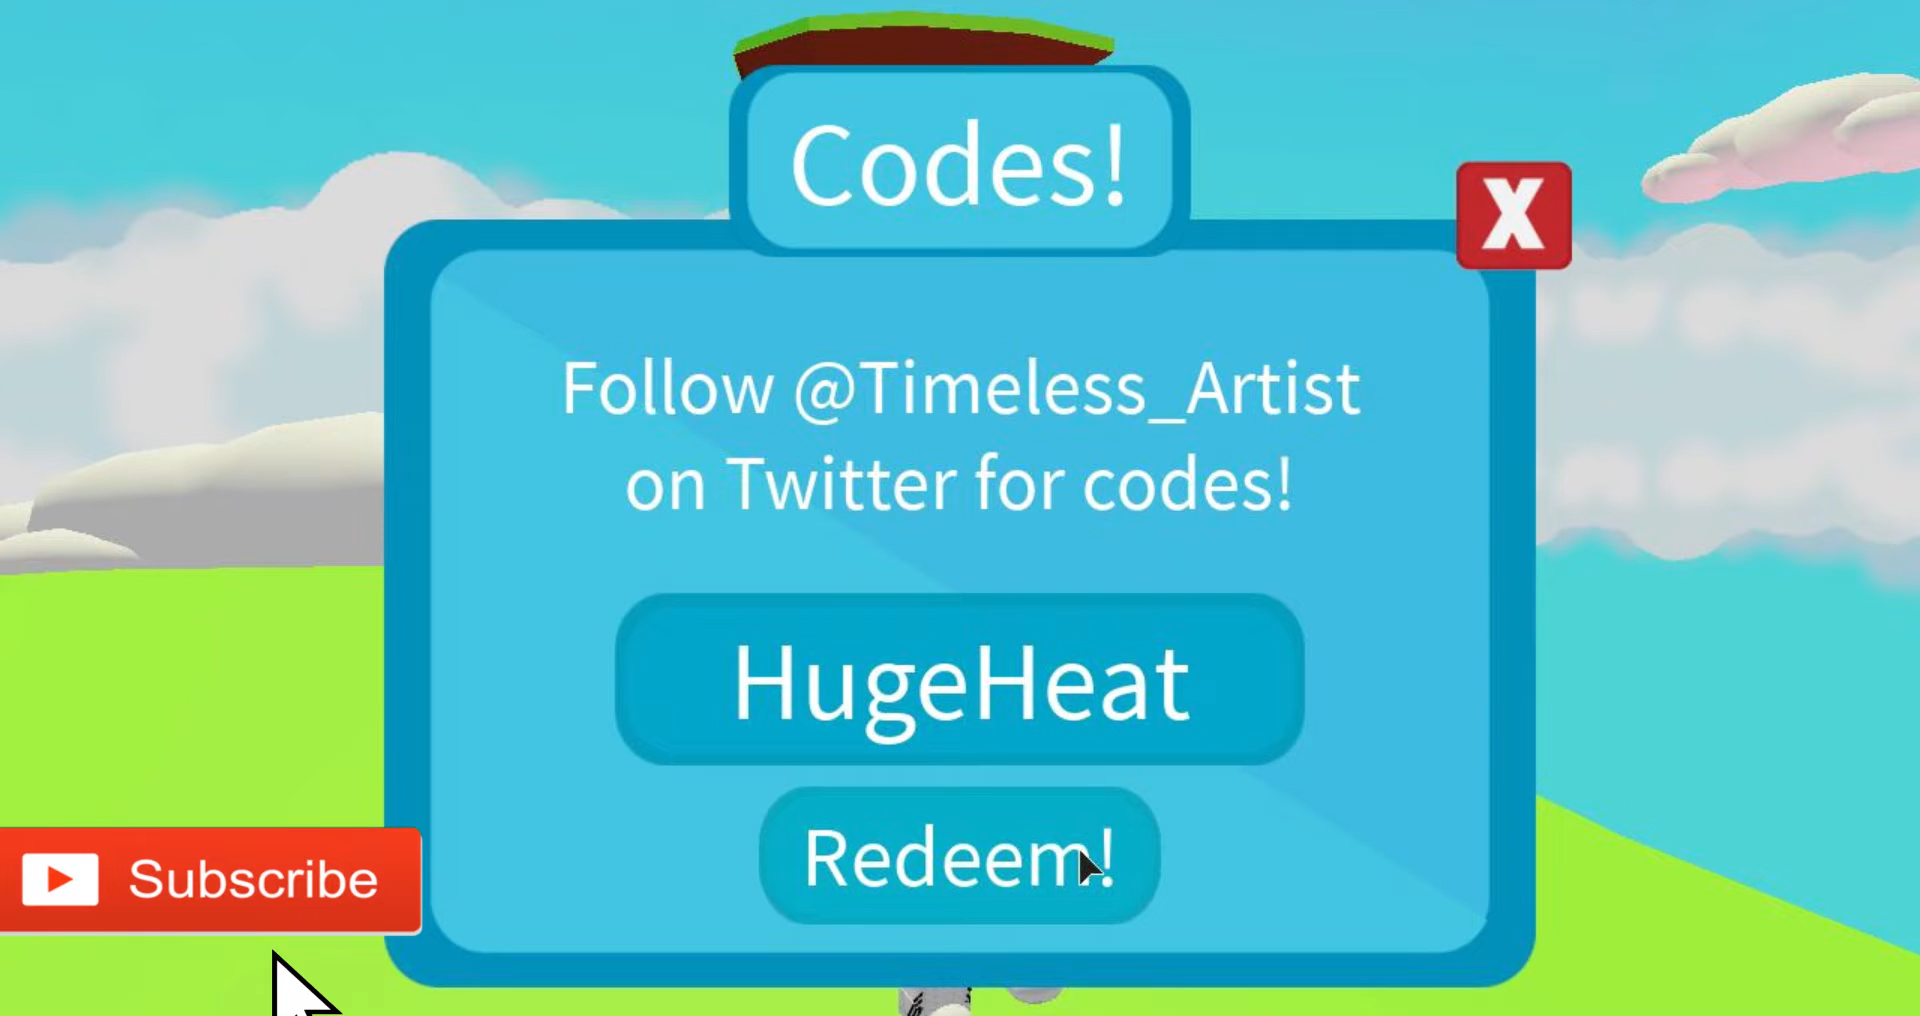 Codes!
X
Follow @Timeless_Artist
on Twitter for codes!
HugeHeat
Redeem!
Subscribe